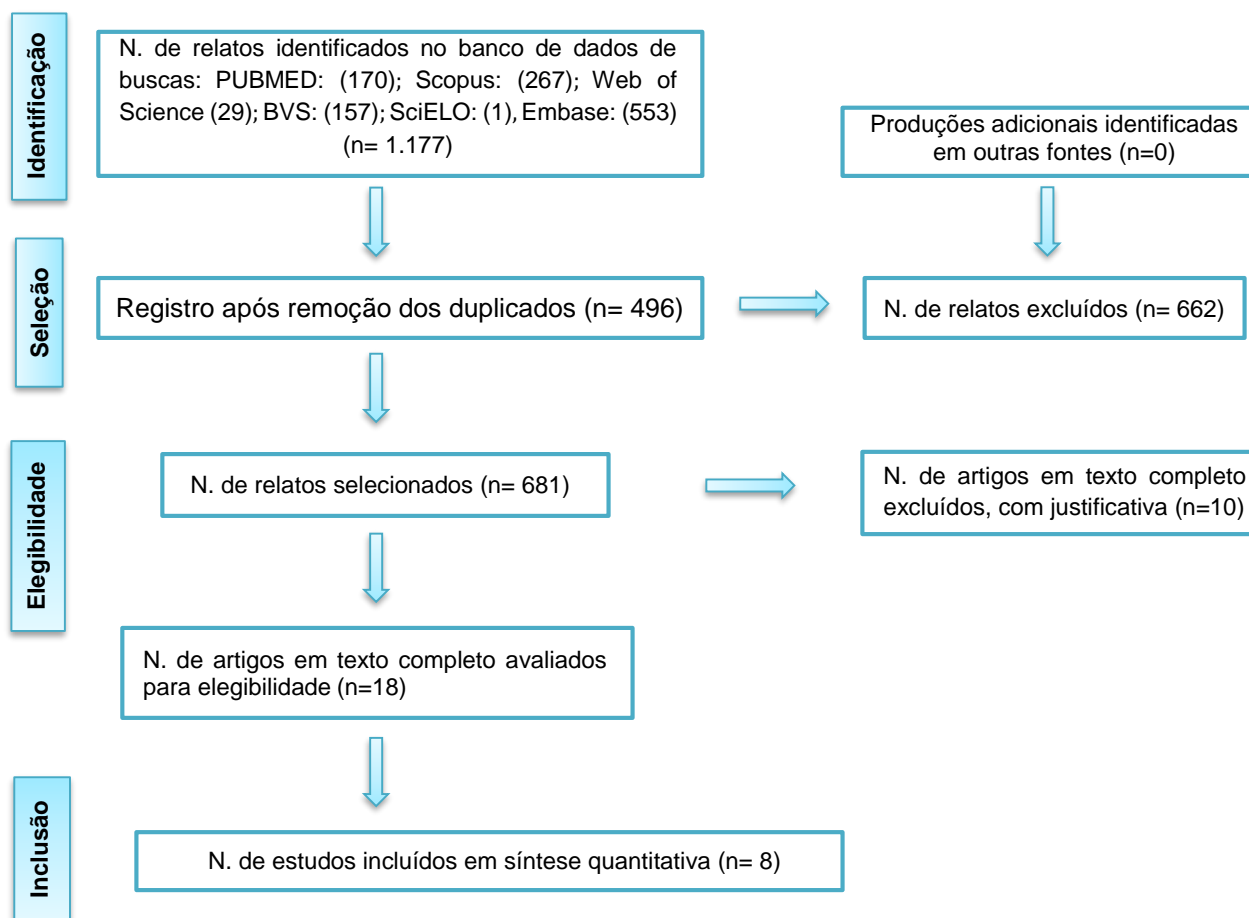 Identificação
N. de relatos identificados no banco de dados de
buscas: PUBMED: (170); Scopus: (267); Web of
Science (29); BVS: (157); SciELO: (1), Embase: (553)
(n= 1.177)
Produções adicionais identificadas
em outras fontes (n=0)
Seleção
Registro após remoção dos duplicados (n= 496)
N. de relatos excluídos (n= 662)
Elegibilidade
N. de relatos selecionados (n= 681)
N. de artigos em texto completo
excluídos, com justificativa (n=10)
N. de artigos em texto completo avaliados
para elegibilidade (n=18)
Inclusão
N. de estudos incluídos em síntese quantitativa (n= 8)